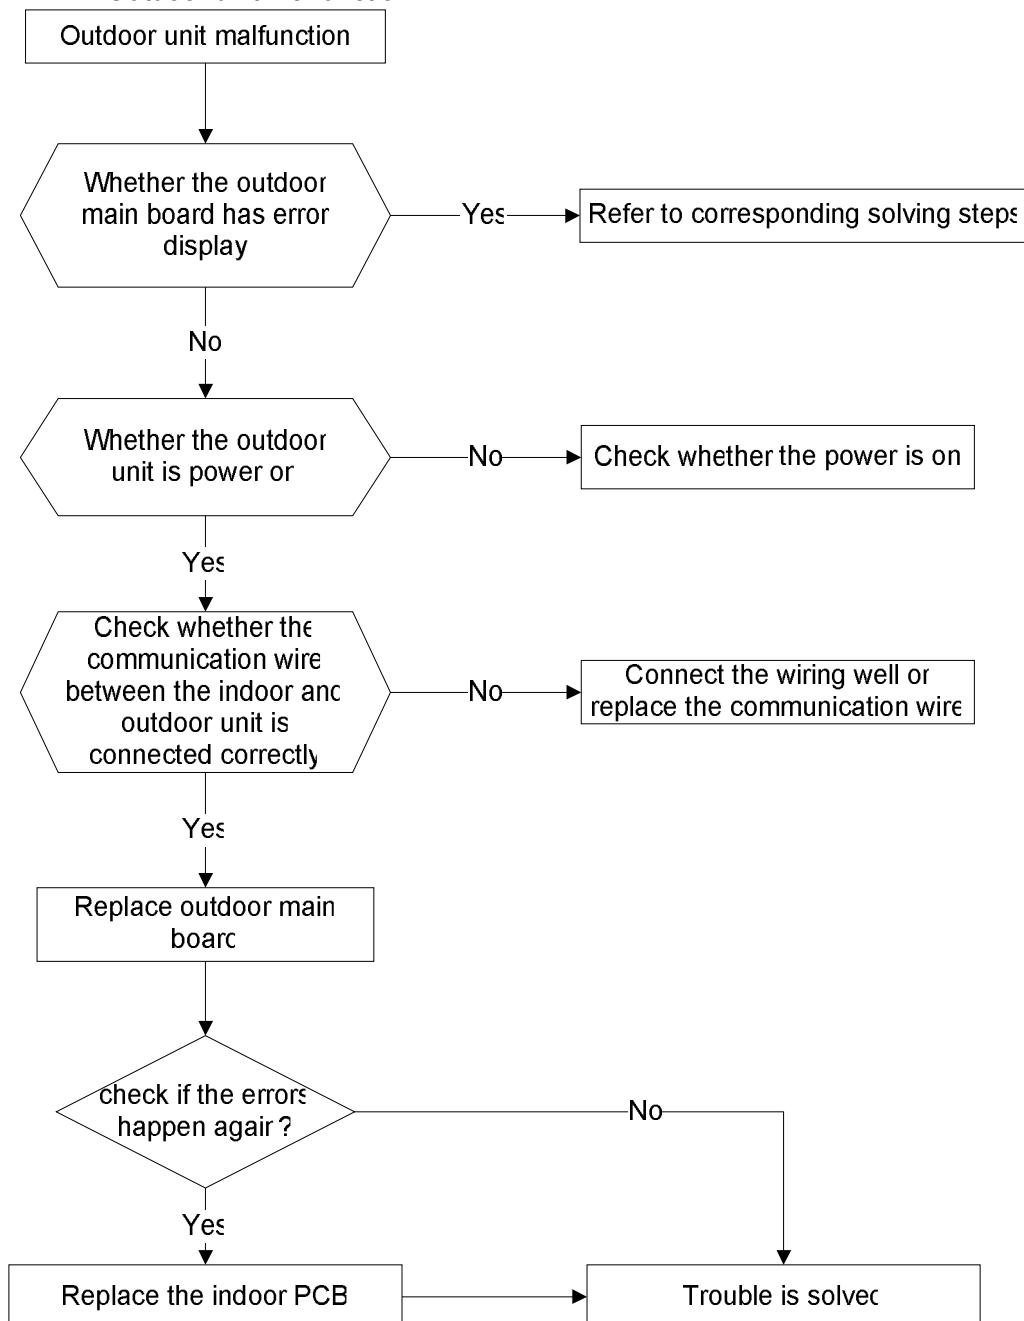 Outdoor unit malfunction
Whether the outdoor
main board has error
display
Yes
Refer to corresponding solving steps
No
Whether the outdoor
unit is power or
No
Check whether the power is on
Yes
Check whether the
communication wire
between the indoor and
outdoor unit is
connected correctly
No
Connect the wiring well or
replace the communication wire
Yes
Replace outdoor main
board
check if the errors
happen again?
No
Yes
Replace the indoor PCB
Trouble is solved